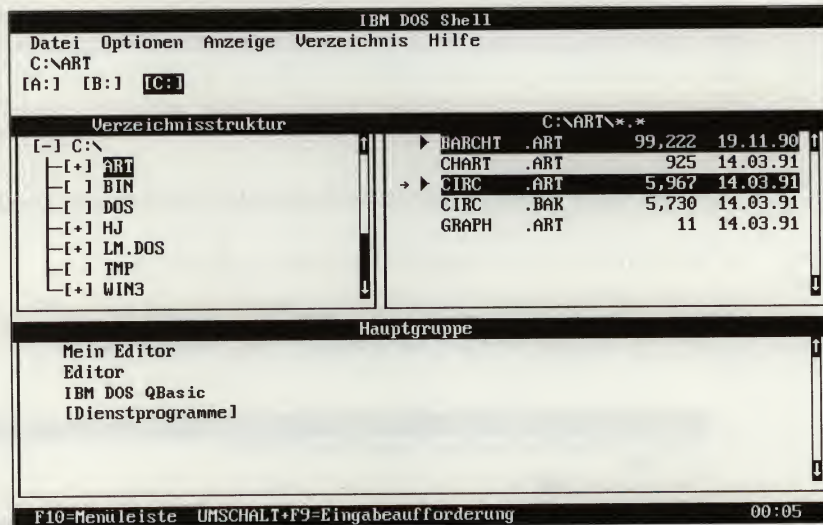 IBM DOS Shell
Datei Optionen Anzeige Verzeichnis Hilfe
C:\ART
[A:] [B:] [C:]
Verzeichnisstruktur
[-] C:\
[+] ART
[ ] BIN
[ ] DOS
[+] HJ
[+] LM.DOS
[ ] TMP
[+] WIN3
C:\ART\*.*
BARCHT .ART 99,222 19.11.90
CHART .ART 925 14.03.91
CIRC .ART 5,967 14.03.91
CIRC .BAK 5,730 14.03.91
GRAPH .ART 11 14.03.91
Hauptgruppe
Mein Editor
Editor
IBM DOS QBasic
[Dienstprogramme]
F10=Menüleiste UMSCHALT+F9=Eingabeaufforderung 00:05